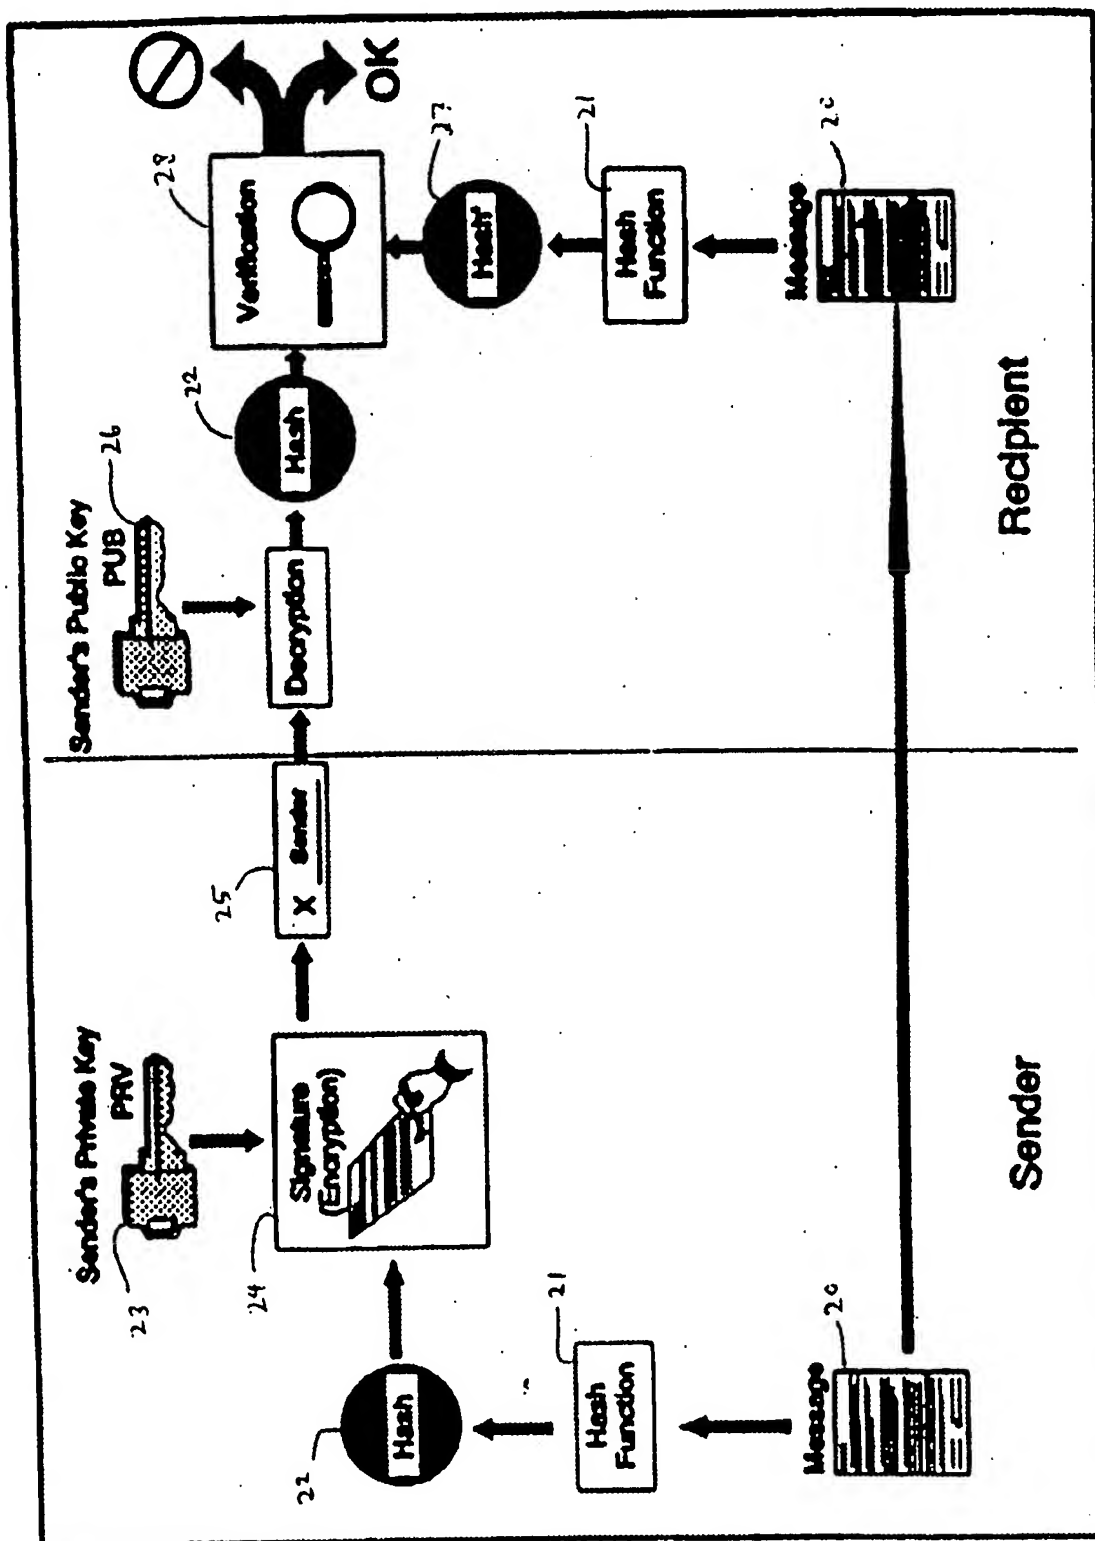 Sender's Private Key
PRV
23
Signature
(Encryption)
24
22
Hash
21
Hash
Function
Message
20
25
X Sender
Sender
Sender's Public Key
PUB
26
Decryption
22
Hash
Verification
28
OK
27
Hash'
21
Hash
Function
Message
20
Recipient